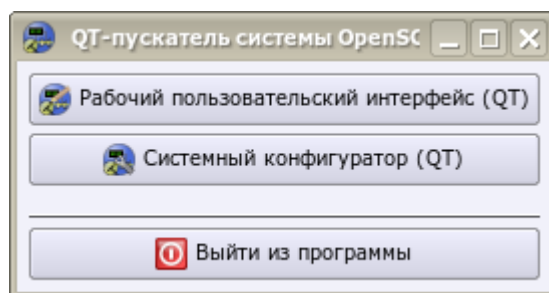 QT-пускатель системы OpenSC
Рабочий пользовательский интерфейс (QT)
Системный конфигуратор (QT)
Выйти из программы